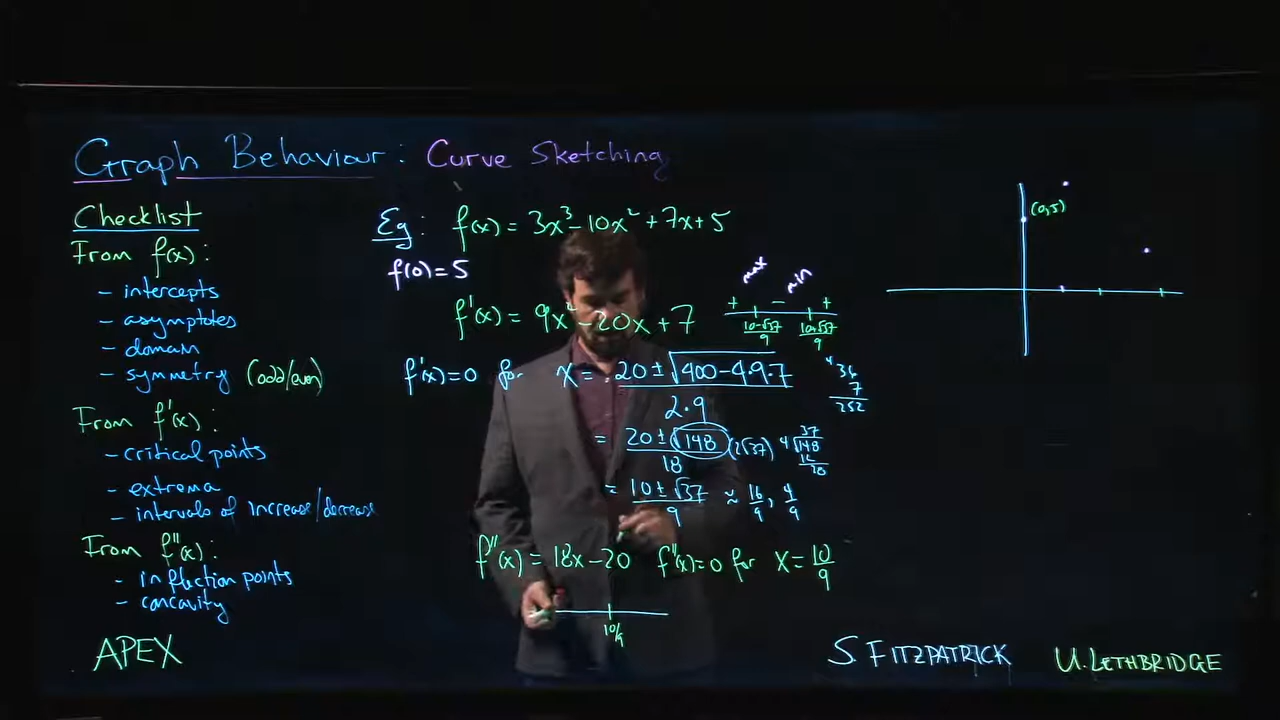 Graph Behaviour: Curve Sketching
Checklist
From f(x):
- intercepts
- asymptotes
- domain
- symmetry (odd/even)
From f'(x):
- critical points
- extrema
- intervals of increase/decrease
From f''(x):
- inflection points
- concavity
APEX
Eg: f(x) = 3x³ - 10x² + 7x + 5
f(0) = 5
f'(x) = 9x² - 20x + 7
max min
+ - +
10-√37/9 10+√37/9
f'(x)=0 for x = 20 ± √400-4·9·7 / 2·9
4 36
7
252
= 20 ± √148 / 18 (2√37)
37
4√148
12
28
= 10 ± √37 / 9 ≈ 16/9, 4/9
f''(x) = 18x - 20 f''(x)=0 for x = 10/9
10/9
(0,5)
S. FITZPATRICK U. LETHBRIDGE